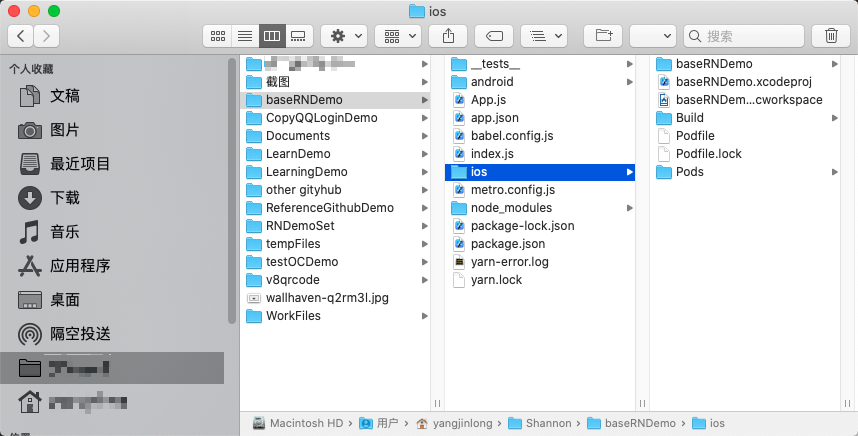 ios
搜索
个人收藏
文稿
图片
最近项目
下载
音乐
应用程序
桌面
隔空投送
截图
baseRNDemo
CopyQQLoginDemo
Documents
LearnDemo
LearningDemo
other gityhub
ReferenceGithubDemo
RNDemoSet
tempFiles
testOCDemo
v8qrcode
wallhaven-q2rm3l.jpg
WorkFiles
__tests__
android
App.js
app.json
babel.config.js
index.js
ios
metro.config.js
node_modules
package-lock.json
package.json
yarn-error.log
yarn.lock
baseRNDemo
baseRNDemo.xcodeproj
baseRNDem...cworkspace
Build
Podfile
Podfile.lock
Pods
Macintosh HD 用户 yangjinlong Shannon baseRNDemo ios